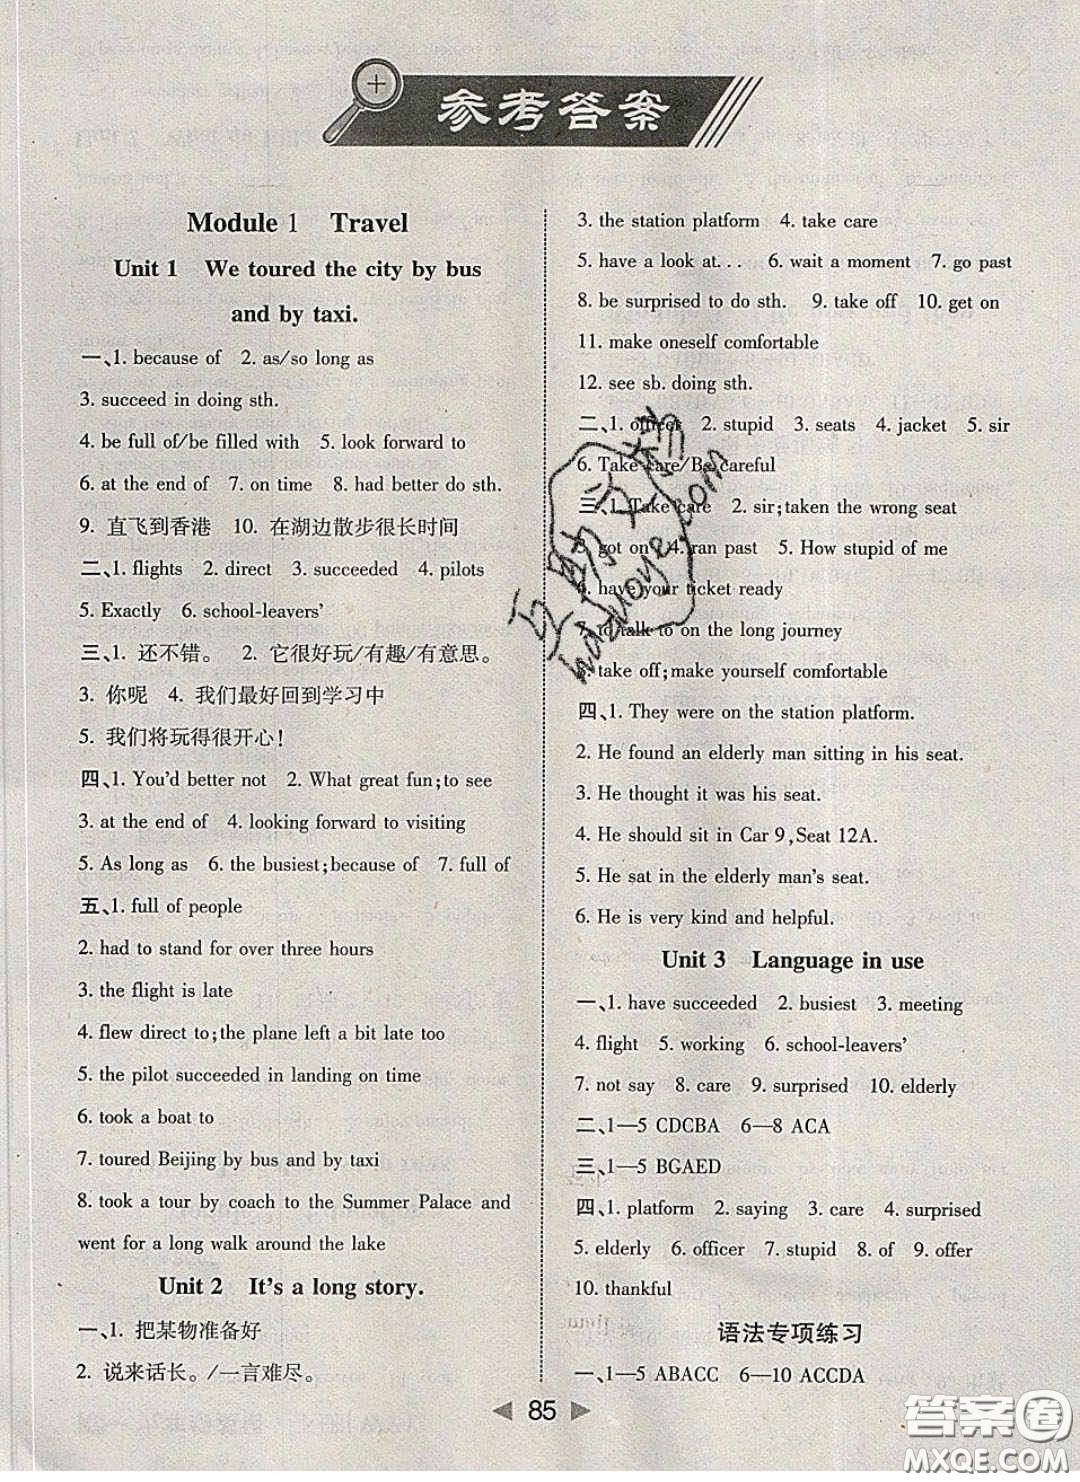 参考答案
Module 1 Travel
Unit 1 We toured the city by bus
and by taxi.
一、1. because of 2. as/so long as
3. succeed in doing sth.
4. be full of/be filled with 5. look forward to
6. at the end of 7. on time 8. had better do sth.
9. 直飞到香港 10. 在湖边散步很长时间
二、1. flights 2. direct 3. succeeded 4. pilots
5. Exactly 6. school-leavers'
三、1. 还不错。 2. 它很好玩/有趣/有意思。
3. 你呢 4. 我们最好回到学习中
5. 我们将玩得很开心!
四、1. You'd better not 2. What great fun;to see
3. at the end of 4. looking forward to visiting
5. As long as 6. the busiest;because of 7. full of
五、1. full of people
2. had to stand for over three hours
3. the flight is late
4. flew direct to;the plane left a bit late too
5. the pilot succeeded in landing on time
6. took a boat to
7. toured Beijing by bus and by taxi
8. took a tour by coach to the Summer Palace and
went for a long walk around the lake
Unit 2 It's a long story.
一、1. 把某物准备好
2. 说来话长。/一言难尽。
3. the station platform 4. take care
5. have a look at. . . 6. wait a moment 7. go past
8. be surprised to do sth. 9. take off 10. get on
11. make oneself comfortable
12. see sb. doing sth.
二、1. officer 2. stupid 3. seats 4. jacket 5. sir
6. Take care/Be careful
三、1. Take care 2. sir;taken the wrong seat
3. got on 4. ran past 5. How stupid of me
6. have your ticket ready
7. to talk to on the long journey
8. take off;make yourself comfortable
四、1. They were on the station platform.
2. He found an elderly man sitting in his seat.
3. He thought it was his seat.
4. He should sit in Car 9,Seat 12A.
5. He sat in the elderly man's seat.
6. He is very kind and helpful.
Unit 3 Language in use
一、1. have succeeded 2. busiest 3. meeting
4. flight 5. working 6. school-leavers'
7. not say 8. care 9. surprised 10. elderly
二、1—5 CDCBA 6—8 ACA
三、1—5 BGAED
四、1. platform 2. saying 3. care 4. surprised
5. elderly 6. officer 7. stupid 8. of 9. offer
10. thankful
语法专项练习
一、1—5 ABACC 6—10 ACCDA
85
答案圈
MXQE.COM